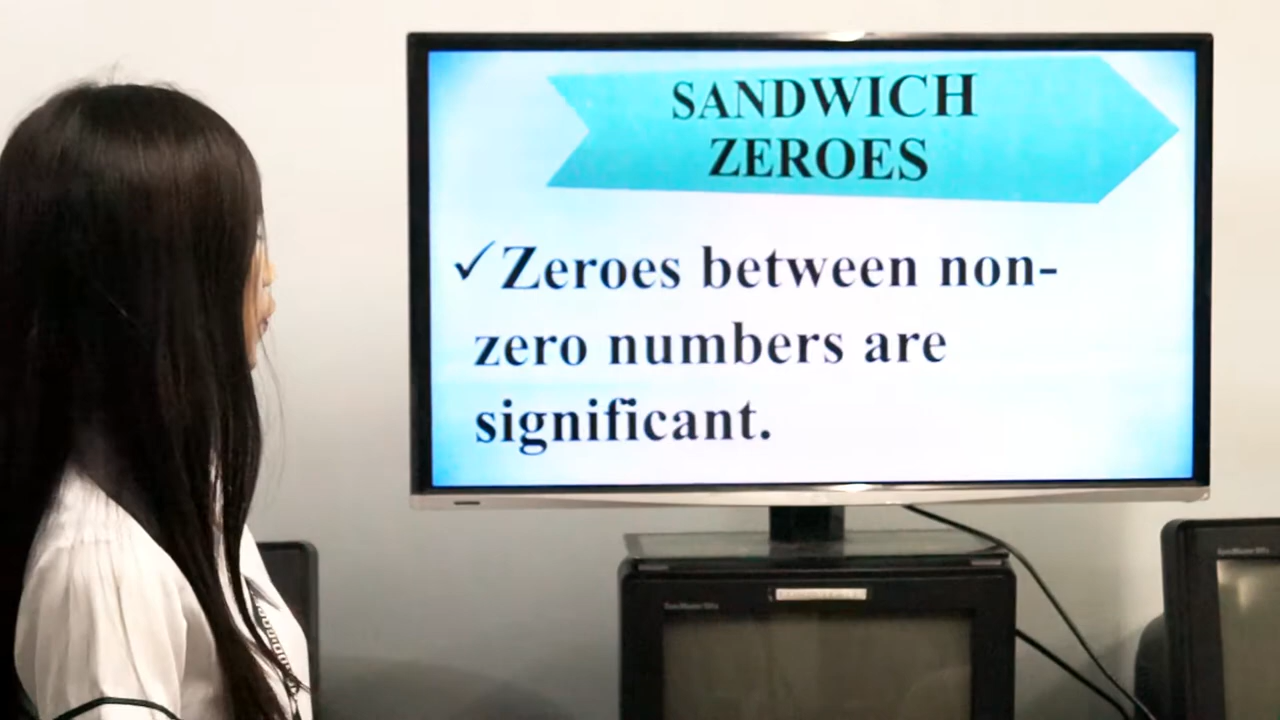 SANDWICH
ZEROES
✓Zeroes between non-
zero numbers are
significant.